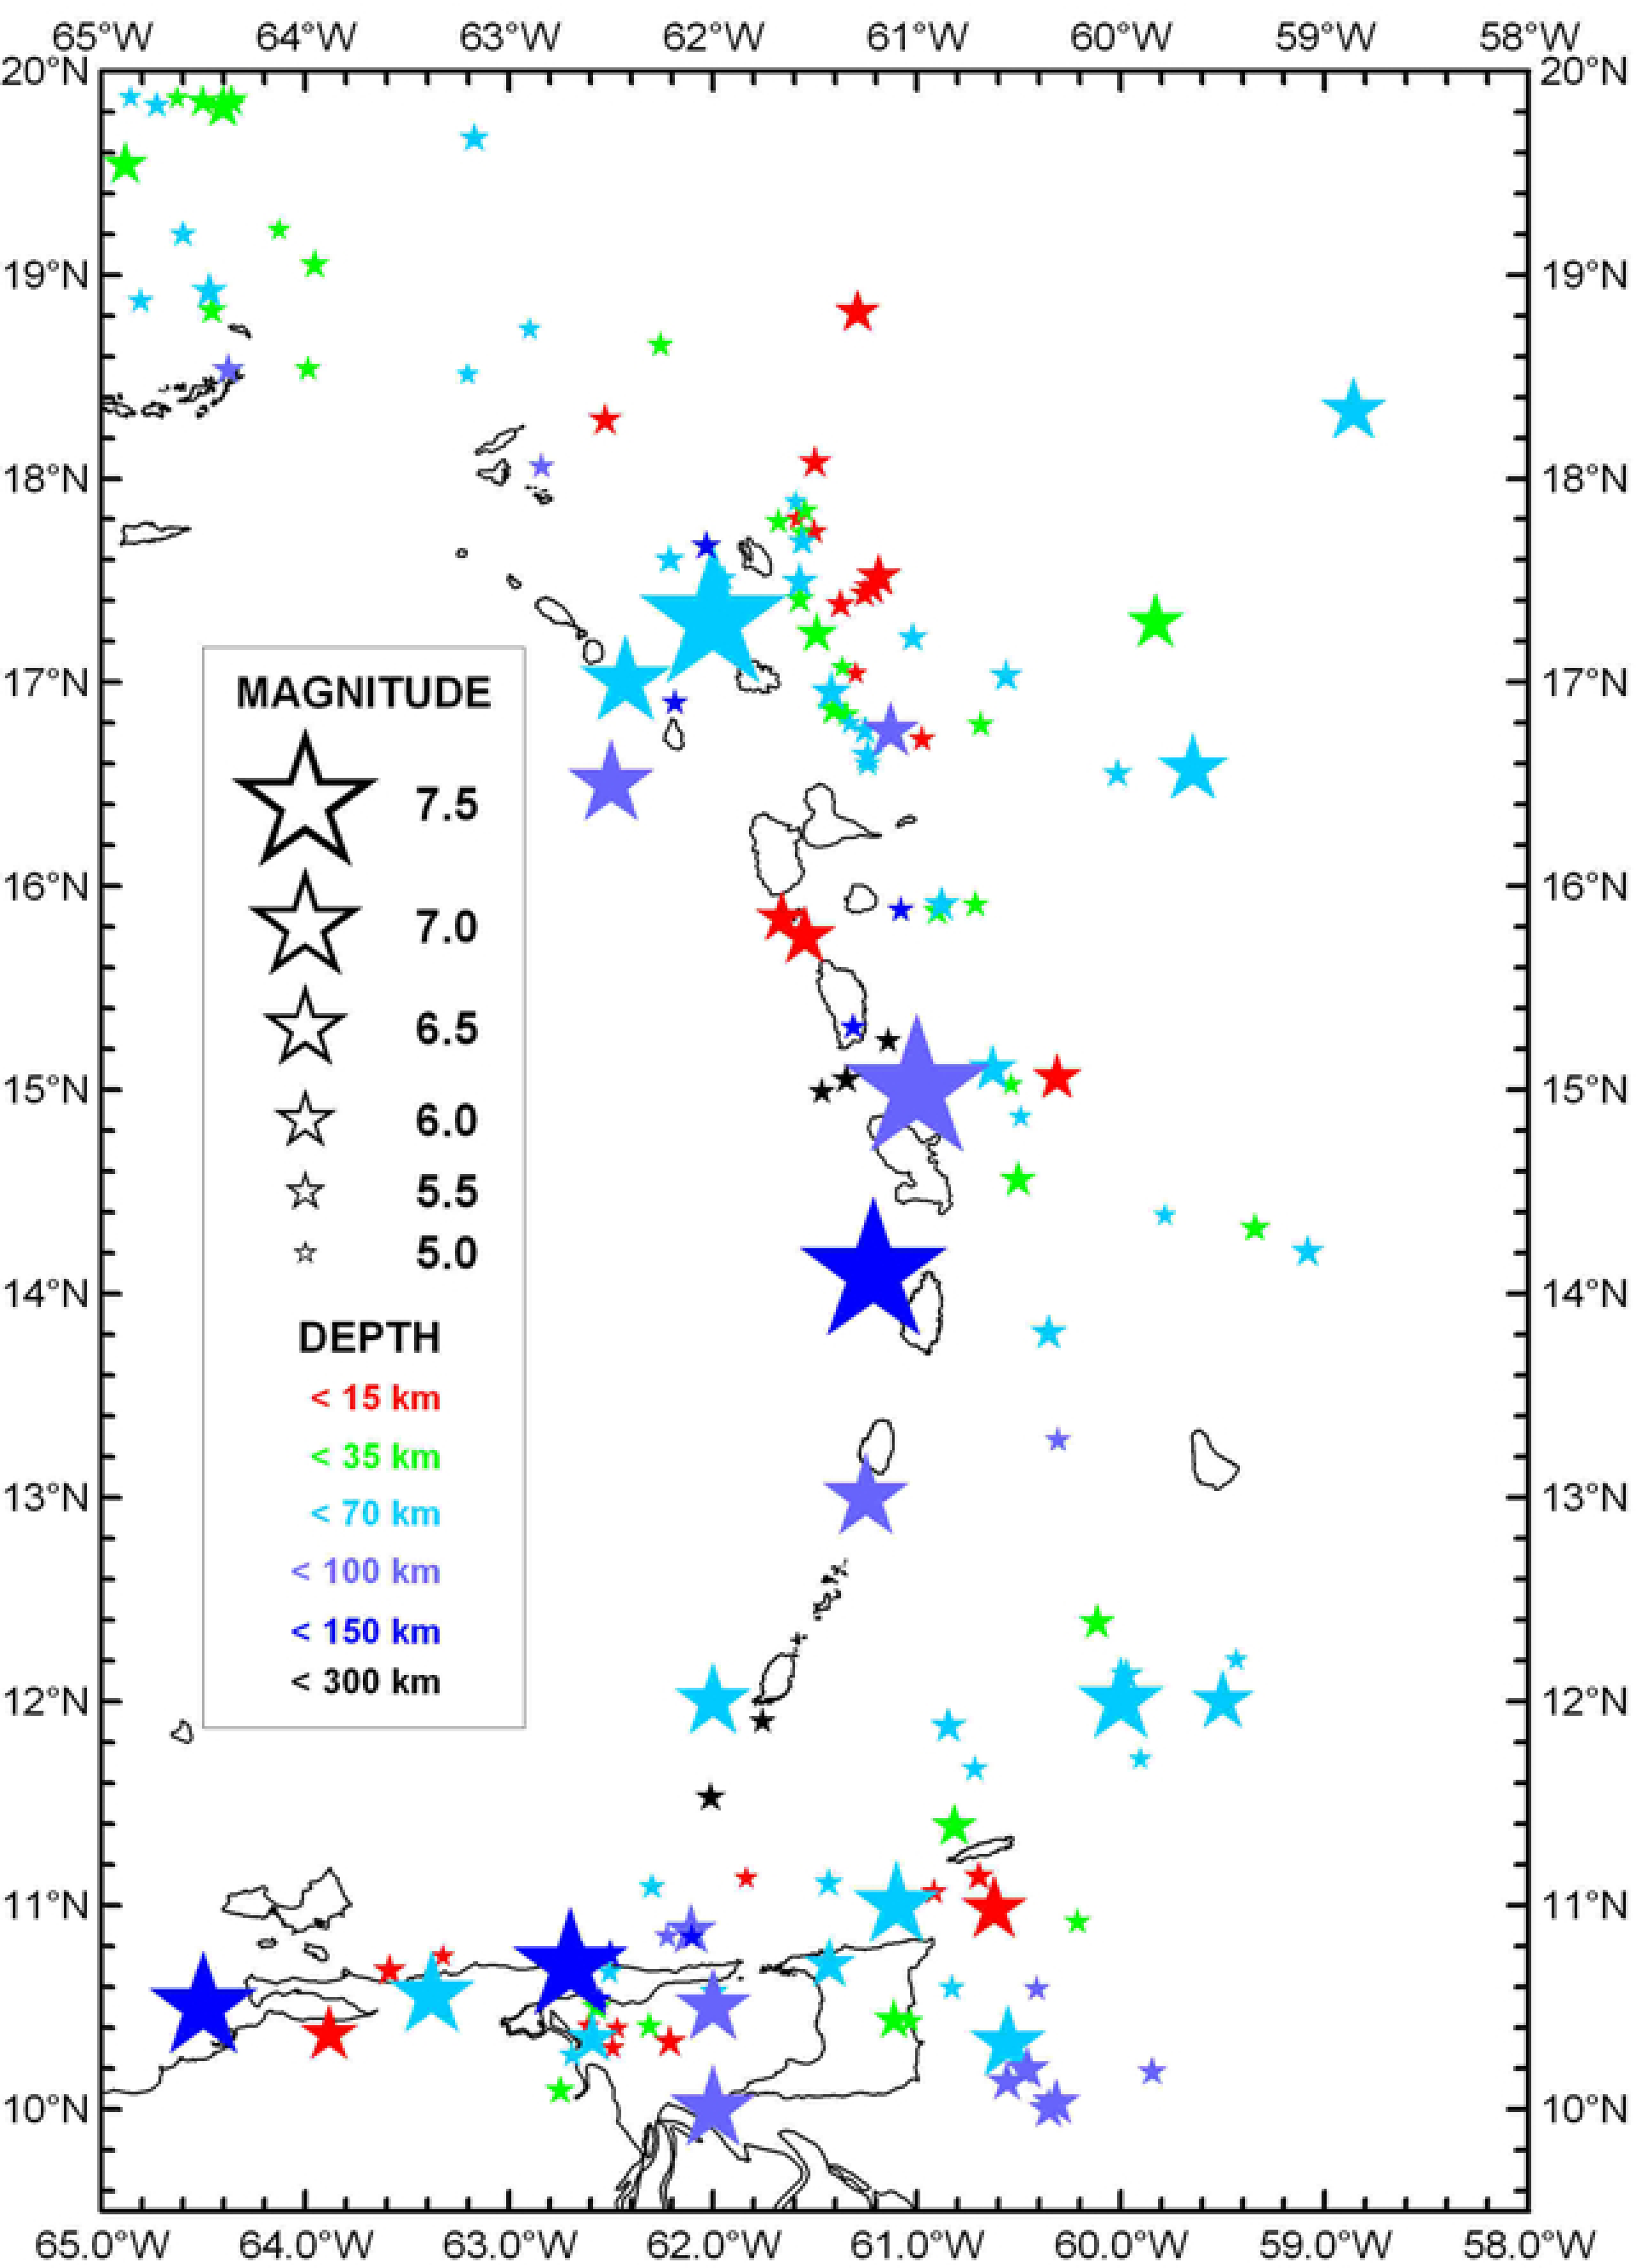 65°W 64°W 63°W 62°W 61°W 60°W 59°W 58°W
20°N 20°N
19°N 19°N
18°N 18°N
17°N 17°N
MAGNITUDE
7.5
16°N 16°N
7.0
6.5
15°N 15°N
6.0
5.5
5.0
14°N 14°N
DEPTH
< 15 km
< 35 km
13°N 13°N
< 70 km
< 100 km
< 150 km
< 300 km
12°N 12°N
11°N 11°N
10°N 10°N
65.0°W 64.0°W 63.0°W 62.0°W 61.0°W 60.0°W 59.0°W 58.0°W